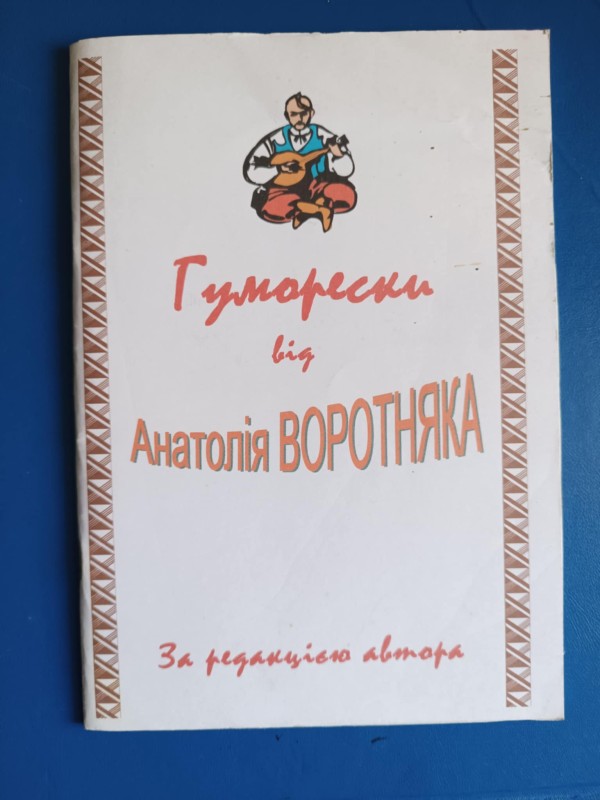 Гуморески
від
Анатолія ВОРОТНЯКА
За редакцією автора